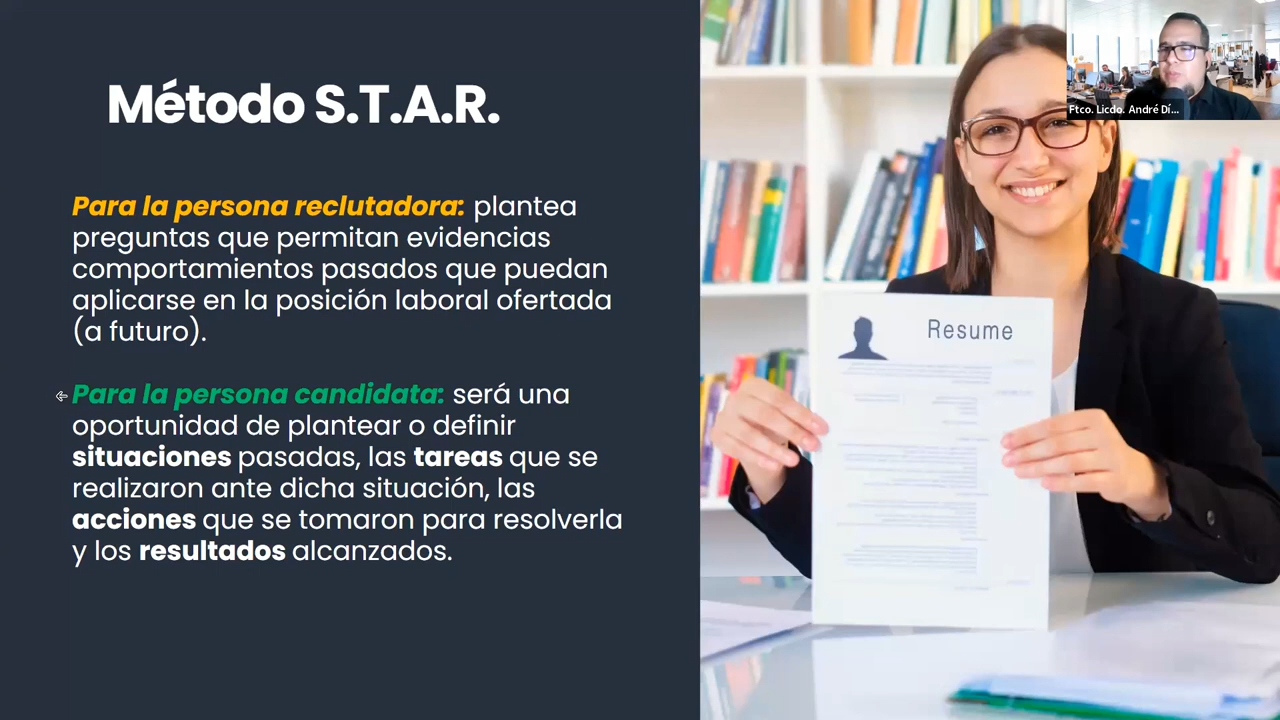 Método S.T.A.R.
Para la persona reclutadora: plantea
preguntas que permitan evidencias
comportamientos pasados que puedan
aplicarse en la posición laboral ofertada
(a futuro).
Para la persona candidata: será una
oportunidad de plantear o definir
situaciones pasadas, las tareas que se
realizaron ante dicha situación, las
acciones que se tomaron para resolverla
y los resultados alcanzados.
Resume
Ftco. Licdo. André Dí...